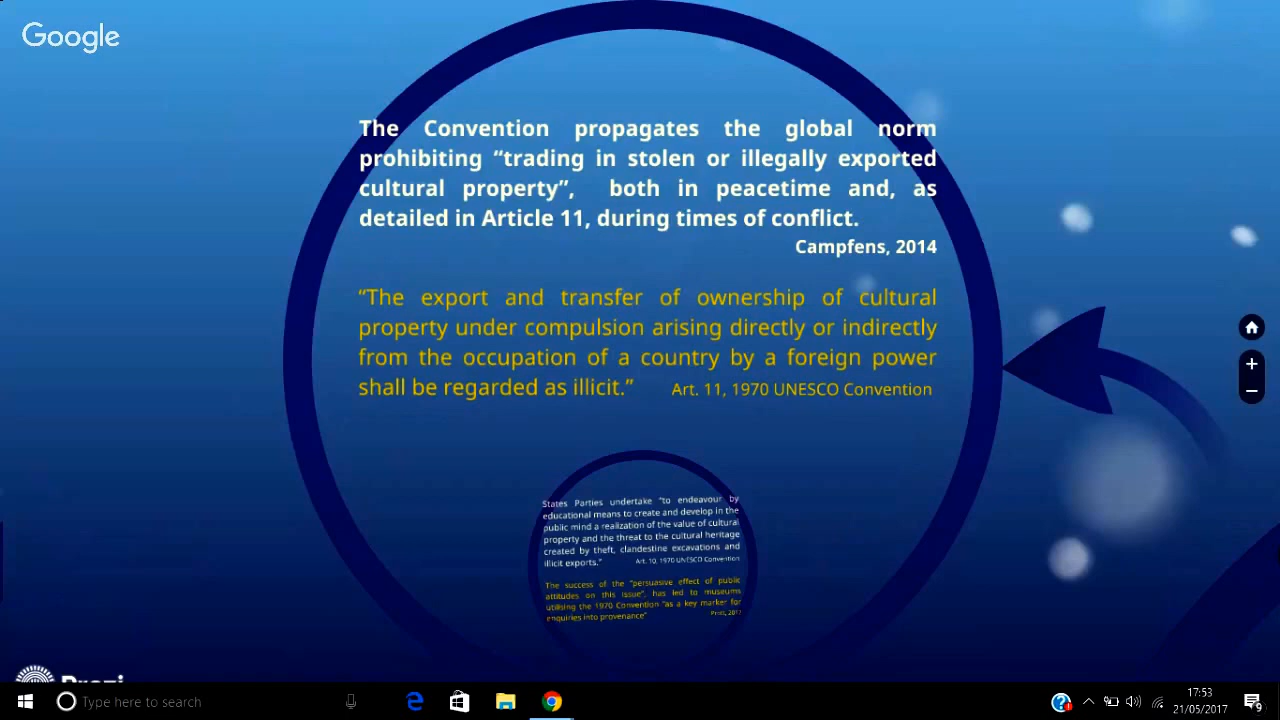 Google
The Convention propagates the global norm
prohibiting “trading in stolen or illegally exported
cultural property”, both in peacetime and, as
detailed in Article 11, during times of conflict.
Campfens, 2014
“The export and transfer of ownership of cultural
property under compulsion arising directly or indirectly
from the occupation of a country by a foreign power
shall be regarded as illicit.” Art. 11, 1970 UNESCO Convention
States Parties undertake “to endeavour by
educational means to create and develop in the
public mind a realization of the value of cultural
property and the threat to the cultural heritage
created by theft, clandestine excavations and
illicit exports.” Art. 10, 1970 UNESCO Convention
The success of the “persuasive effect of public
attitudes on this issue”, has led to museums
utilising the 1970 Convention “as a key marker for
enquiries into provenance”
Prezi
Type here to search
17:53
21/05/2017
9